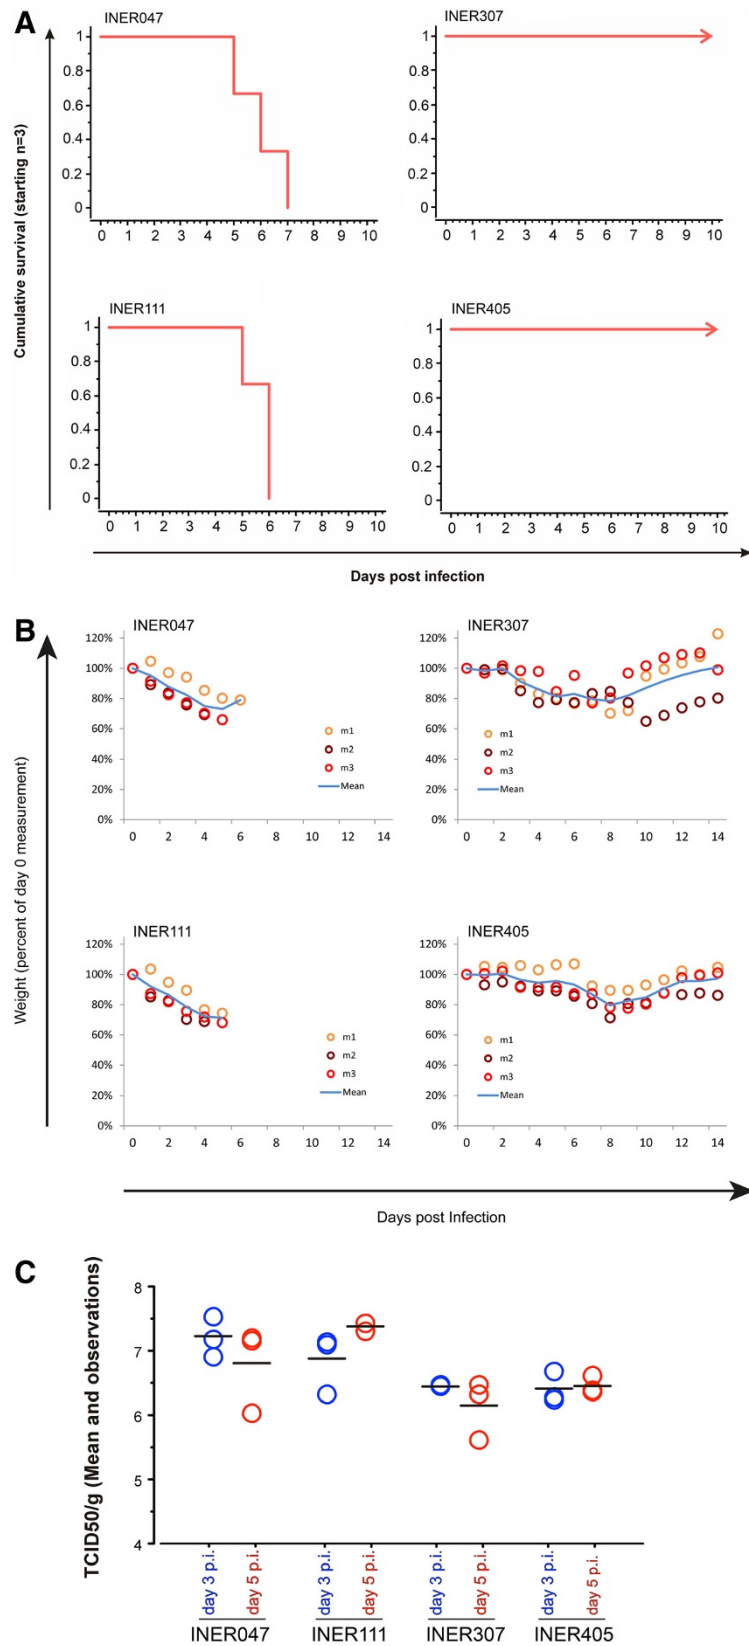 A
Cumulative survival (starting n=3)
INER047
1
0.8
0.6
0.4
0.2
0
0 1 2 3 4 5 6 7 8 9 10
INER307
1
0.8
0.6
0.4
0.2
0
0 1 2 3 4 5 6 7 8 9 10
INER111
1
0.8
0.6
0.4
0.2
0
0 1 2 3 4 5 6 7 8 9 10
INER405
1
0.8
0.6
0.4
0.2
0
0 1 2 3 4 5 6 7 8 9 10
Days post infection
B
Weight (percent of day 0 measurement)
INER047
120%
100%
80%
60%
40%
20%
0%
m1
m2
m3
Mean
0 2 4 6 8 10 12 14
INER307
120%
100%
80%
60%
40%
20%
0%
m1
m2
m3
Mean
0 2 4 6 8 10 12 14
INER111
120%
100%
80%
60%
40%
20%
0%
m1
m2
m3
Mean
0 2 4 6 8 10 12 14
INER405
120%
100%
80%
60%
40%
20%
0%
m1
m2
m3
Mean
0 2 4 6 8 10 12 14
Days post Infection
C
TCID50/g (Mean and observations)
8
7
6
5
4
day 3 p.i.
day 5 p.i.
day 3 p.i.
day 5 p.i.
day 3 p.i.
day 5 p.i.
day 3 p.i.
day 5 p.i.
INER047 INER111 INER307 INER405